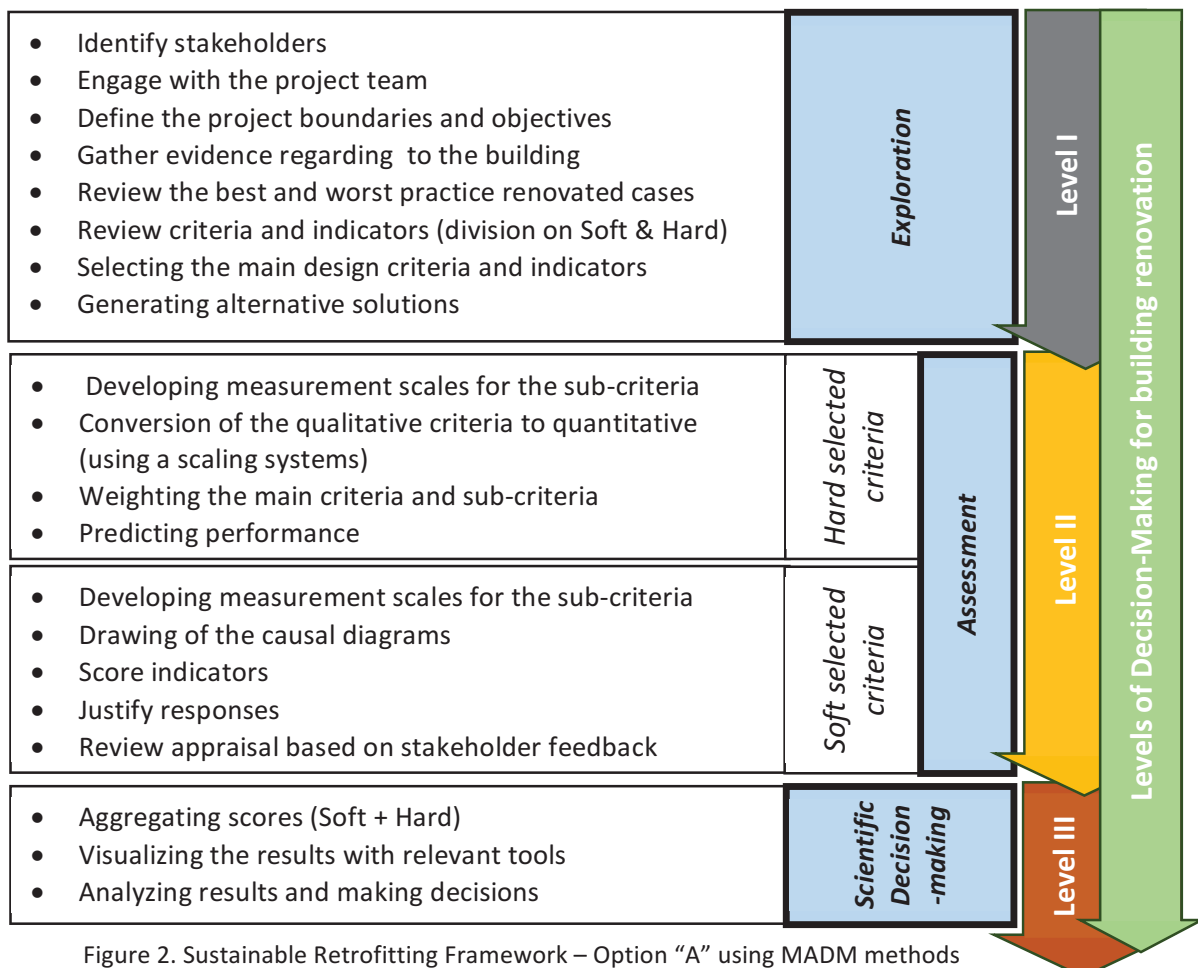 • Identify stakeholders
• Engage with the project team
• Define the project boundaries and objectives
• Gather evidence regarding  to the building
• Review the best and worst practice renovated cases
• Review criteria and indicators (division on Soft & Hard)
• Selecting the main design criteria and indicators
• Generating alternative solutions
Exploration
Level I
Levels of Decision-Making for building renovation
• Developing measurement scales for the sub-criteria
• Conversion of the qualitative criteria to quantitative
(using a scaling systems)
• Weighting the main criteria and sub-criteria
• Predicting performance
Hard selected
criteria
Assessment
Level II
• Developing measurement scales for the sub-criteria
• Drawing of the causal diagrams
• Score indicators
• Justify responses
• Review appraisal based on stakeholder feedback
Soft selected
criteria
• Aggregating scores (Soft + Hard)
• Visualizing the results with relevant tools
• Analyzing results and making decisions
Scientific
Decision
-making
Level III
Figure 2. Sustainable Retrofitting Framework – Option “A” using MADM methods